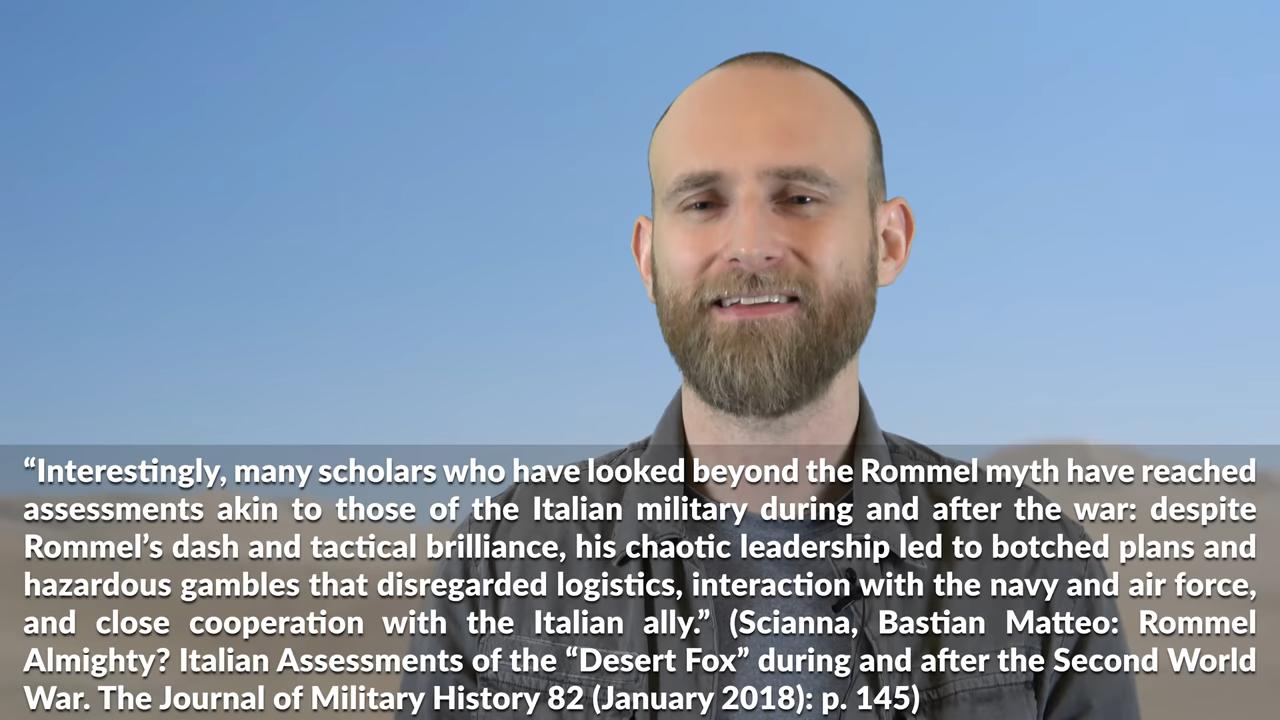 “Interestingly, many scholars who have looked beyond the Rommel myth have reached
assessments akin to those of the Italian military during and after the war: despite
Rommel’s dash and tactical brilliance, his chaotic leadership led to botched plans and
hazardous gambles that disregarded logistics, interaction with the navy and air force,
and close cooperation with the Italian ally.” (Scianna, Bastian Matteo: Rommel
Almighty? Italian Assessments of the “Desert Fox” during and after the Second World
War. The Journal of Military History 82 (January 2018): p. 145)